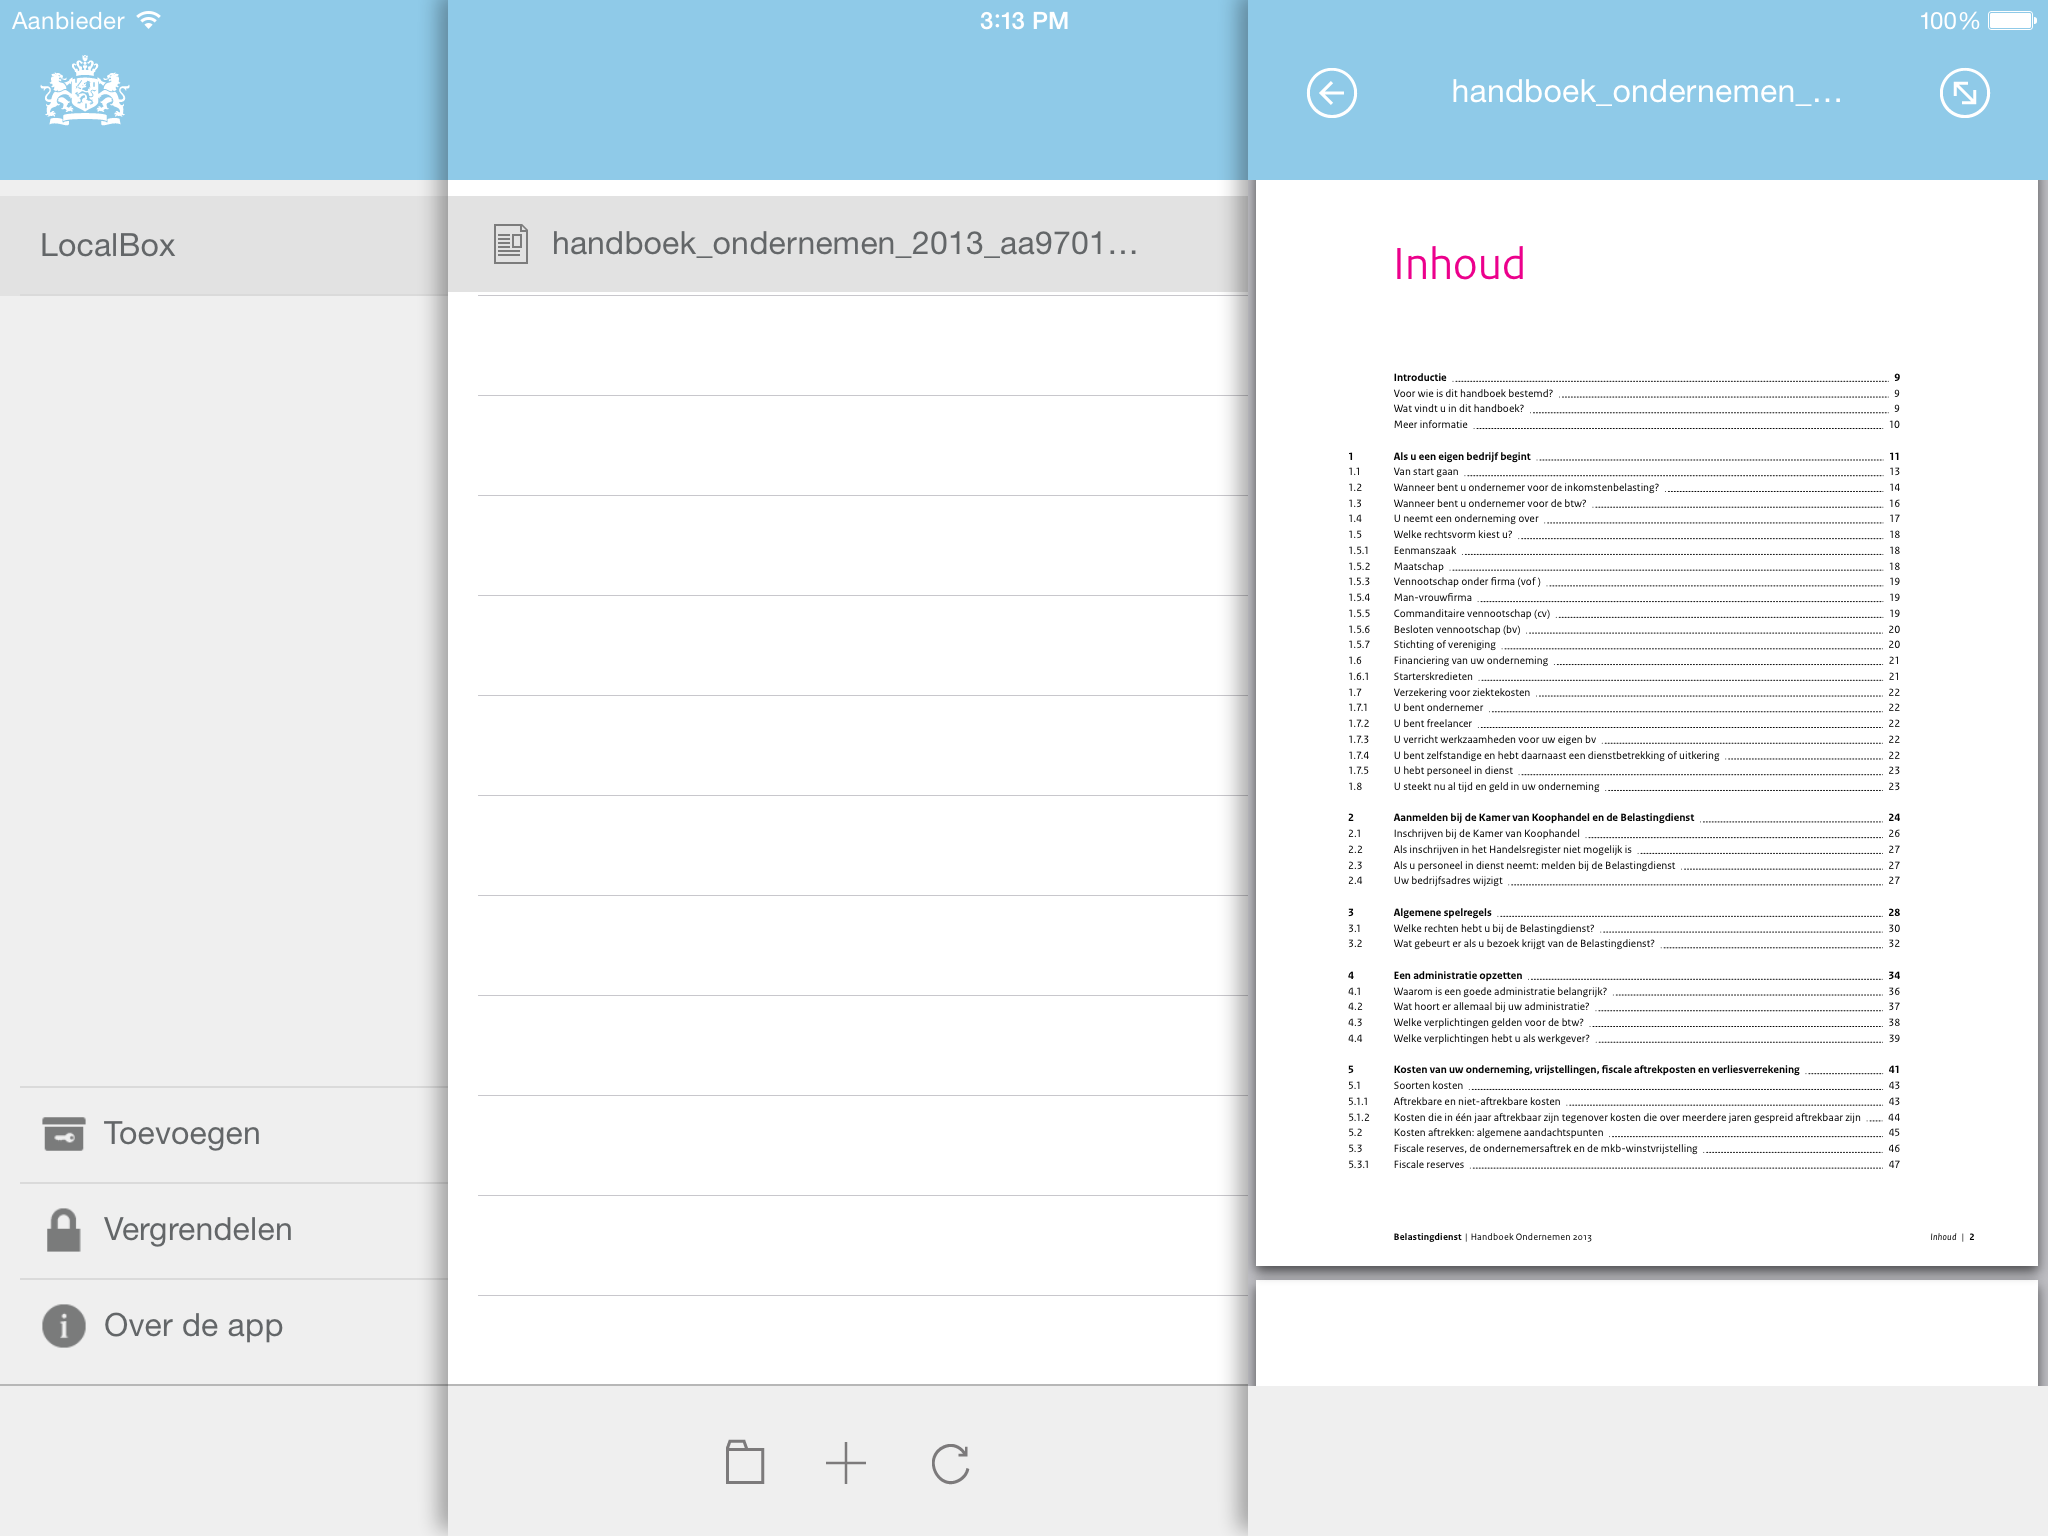 Aanbieder
3:13 PM
100%
LocalBox
Toevoegen
Vergrendelen
Over de app
handboek_ondernemen_2013_aa9701...
handboek_ondernemen_...
Inhoud
Introductie 9
Voor wie is dit handboek bestemd? 9
Wat vindt u in dit handboek? 9
Meer informatie 10
1 Als u een eigen bedrijf begint 11
1.1 Van start gaan 13
1.2 Wanneer bent u ondernemer voor de inkomstenbelasting? 14
1.3 Wanneer bent u ondernemer voor de btw? 16
1.4 U neemt een onderneming over 17
1.5 Welke rechtsvorm kiest u? 18
1.5.1 Eenmanszaak 18
1.5.2 Maatschap 18
1.5.3 Vennootschap onder firma (vof ) 19
1.5.4 Man-vrouwfirma 19
1.5.5 Commanditaire vennootschap (cv) 19
1.5.6 Besloten vennootschap (bv) 20
1.5.7 Stichting of vereniging 20
1.6 Financiering van uw onderneming 21
1.6.1 Starterskredieten 21
1.7 Verzekering voor ziektekosten 22
1.7.1 U bent ondernemer 22
1.7.2 U bent freelancer 22
1.7.3 U verricht werkzaamheden voor uw eigen bv 22
1.7.4 U bent zelfstandige en hebt daarnaast een dienstbetrekking of uitkering 22
1.7.5 U hebt personeel in dienst 23
1.8 U steekt nu al tijd en geld in uw onderneming 23
2 Aanmelden bij de Kamer van Koophandel en de Belastingdienst 24
2.1 Inschrijven bij de Kamer van Koophandel 26
2.2 Als inschrijven in het Handelsregister niet mogelijk is 27
2.3 Als u personeel in dienst neemt: melden bij de Belastingdienst 27
2.4 Uw bedrijfsadres wijzigt 27
3 Algemene spelregels 28
3.1 Welke rechten hebt u bij de Belastingdienst? 30
3.2 Wat gebeurt er als u bezoek krijgt van de Belastingdienst? 32
4 Een administratie opzetten 34
4.1 Waarom is een goede administratie belangrijk? 36
4.2 Wat hoort er allemaal bij uw administratie? 37
4.3 Welke verplichtingen gelden voor de btw? 38
4.4 Welke verplichtingen hebt u als werkgever? 39
5 Kosten van uw onderneming, vrijstellingen, fiscale aftrekposten en verliesverrekening 41
5.1 Soorten kosten 43
5.1.1 Aftrekbare en niet-aftrekbare kosten 43
5.1.2 Kosten die in één jaar aftrekbaar zijn tegenover kosten die over meerdere jaren gespreid aftrekbaar zijn 44
5.2 Kosten aftrekken: algemene aandachtspunten 45
5.3 Fiscale reserves, de ondernemersaftrek en de mkb-winstvrijstelling 46
5.3.1 Fiscale reserves 47
Belastingdienst | Handboek Ondernemen 2013
Inhoud | 2